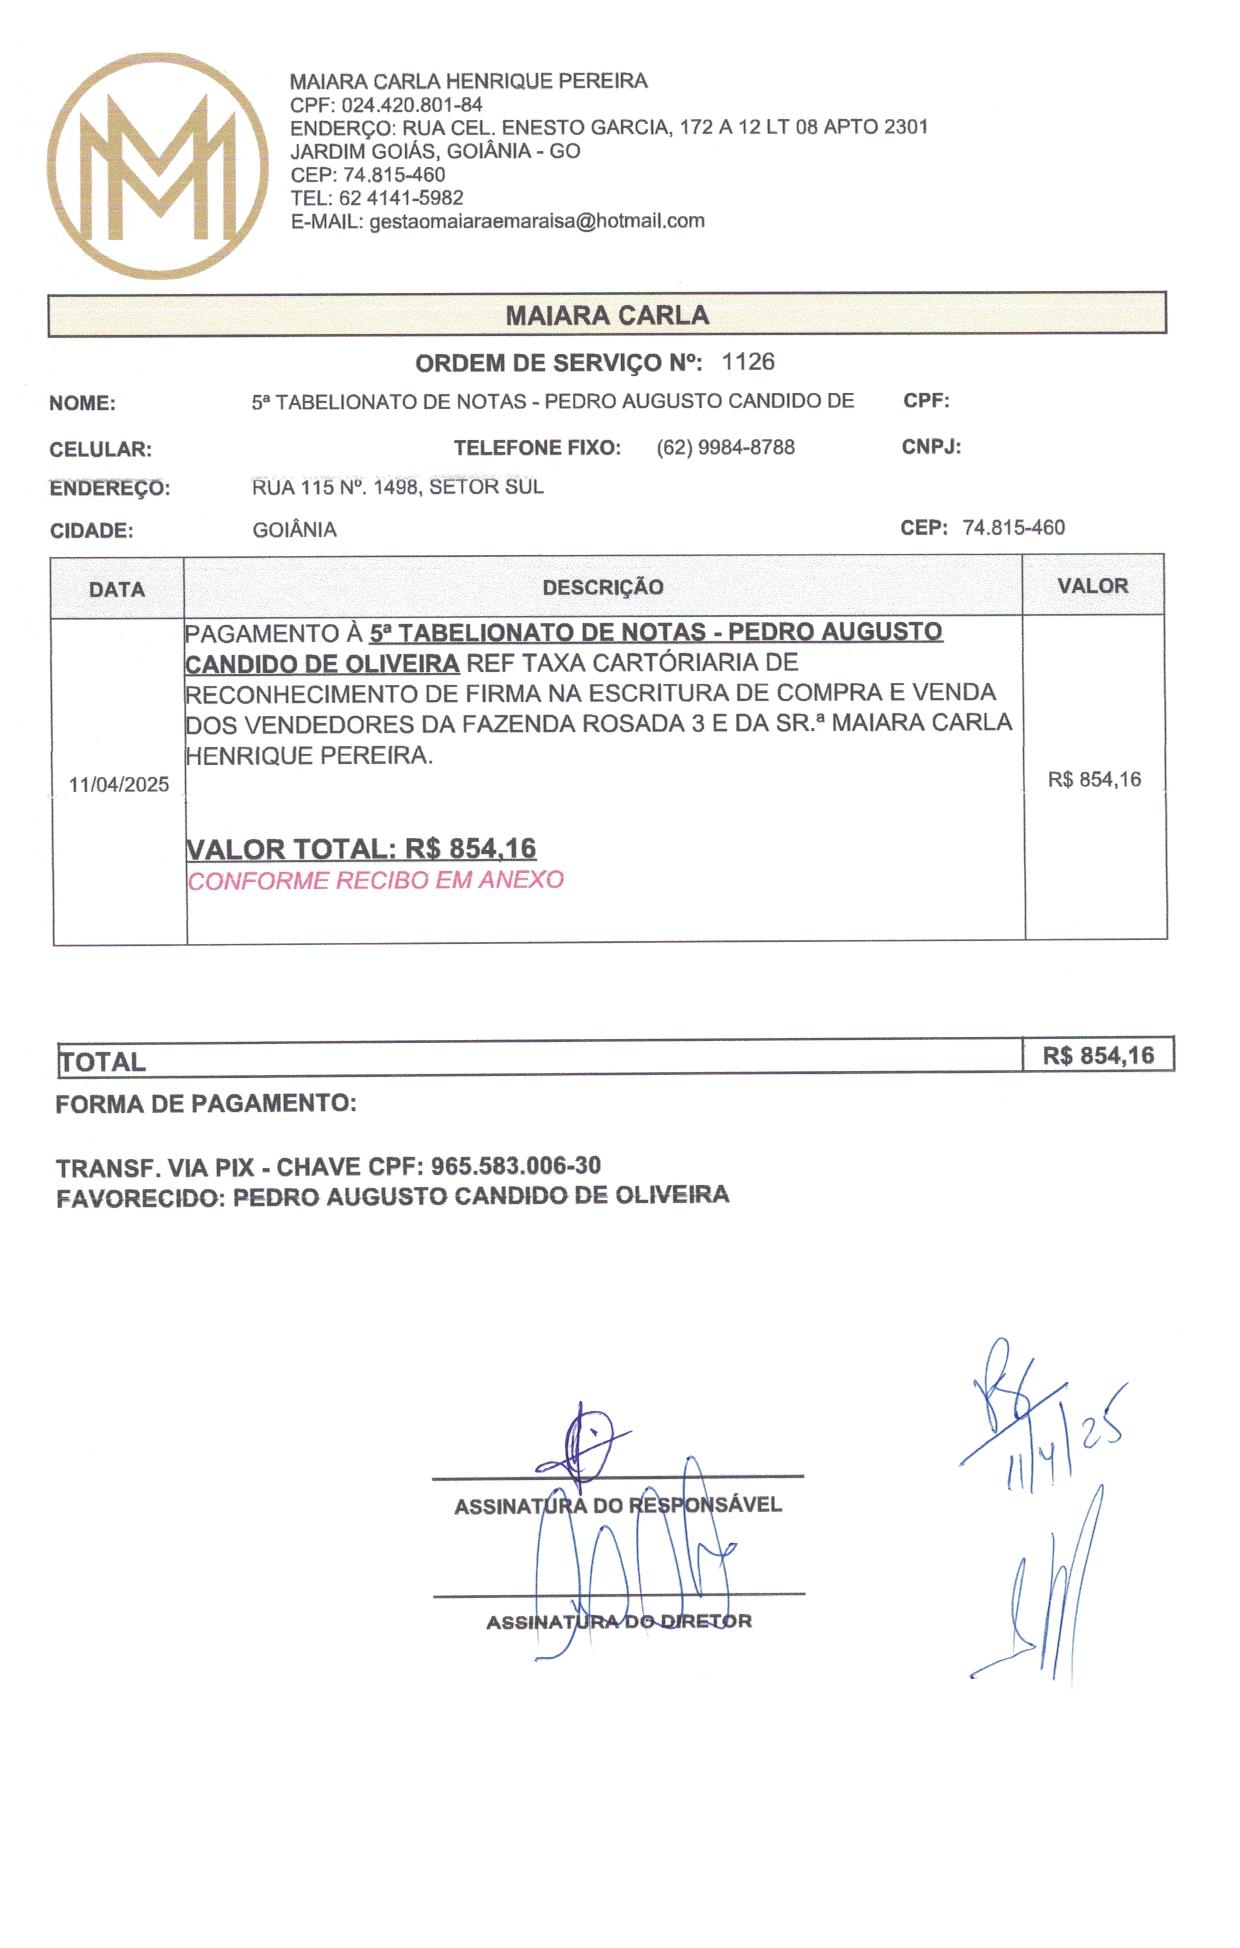 MAIARA CARLA HENRIQUE PEREIRA
CPF: 024.420.801-84
ENDERÇO: RUA CEL. ENESTO GARCIA, 172 A 12 LT 08 APTO 2301
JARDIM GOIÁS, GOIÂNIA - GO
CEP: 74.815-460
TEL: 62 4141-5982
E-MAIL: gestaomaiaraemaraisa@hotmail.com
MAIARA CARLA
ORDEM DE SERVIÇO Nº: 1126
NOME: 5ª TABELIONATO DE NOTAS - PEDRO AUGUSTO CANDIDO DE CPF:
CELULAR: TELEFONE FIXO: (62) 9984-8788 CNPJ:
ENDEREÇO: RUA 115 Nº. 1498, SETOR SUL
CIDADE: GOIÂNIA CEP: 74.815-460
DATA DESCRIÇÃO VALOR
PAGAMENTO À 5ª TABELIONATO DE NOTAS - PEDRO AUGUSTO
CANDIDO DE OLIVEIRA REF TAXA CARTÓRIARIA DE
RECONHECIMENTO DE FIRMA NA ESCRITURA DE COMPRA E VENDA
DOS VENDEDORES DA FAZENDA ROSADA 3 E DA SR.ª MAIARA CARLA
HENRIQUE PEREIRA.
11/04/2025 R$ 854,16
VALOR TOTAL: R$ 854,16
CONFORME RECIBO EM ANEXO
TOTAL R$ 854,16
FORMA DE PAGAMENTO:
TRANSF. VIA PIX - CHAVE CPF: 965.583.006-30
FAVORECIDO: PEDRO AUGUSTO CANDIDO DE OLIVEIRA
11/4/25
ASSINATURA DO RESPONSÁVEL
ASSINATURA DO DIRETOR